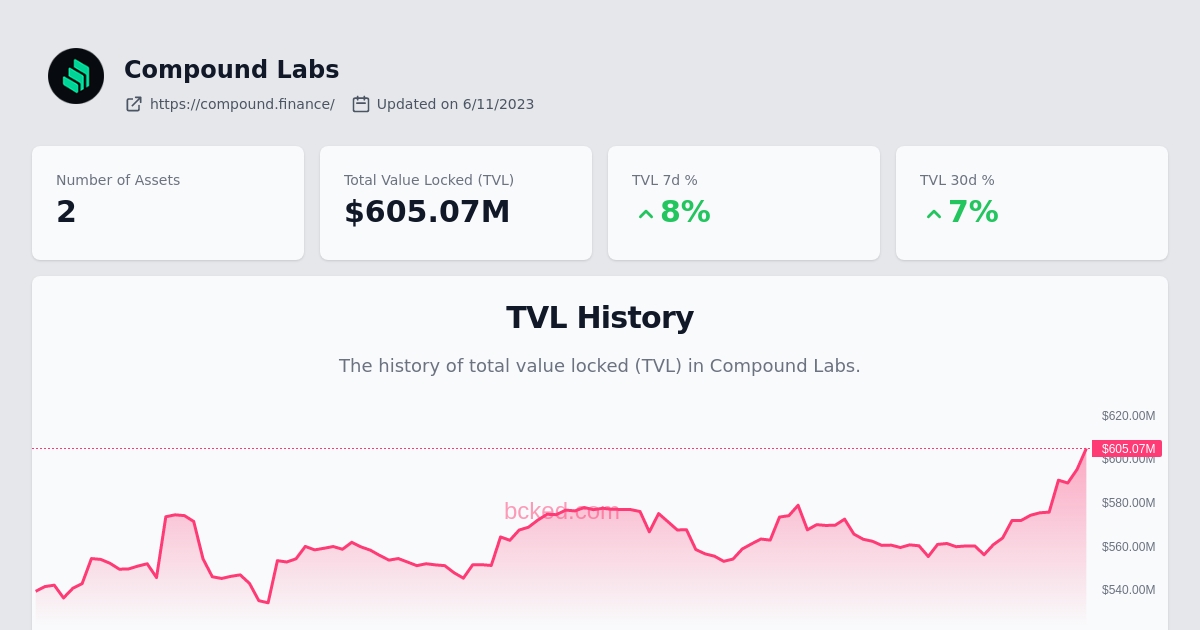 Compound Labs
https://compound.finance/ Updated on 6/11/2023
Number of Assets
2
Total Value Locked (TVL)
$605.07M
TVL 7d %
8%
TVL 30d %
7%
TVL History
The history of total value locked (TVL) in Compound Labs.
$620.00M
$605.07M
$600.00M
$580.00M
bcked.com
$560.00M
$540.00M